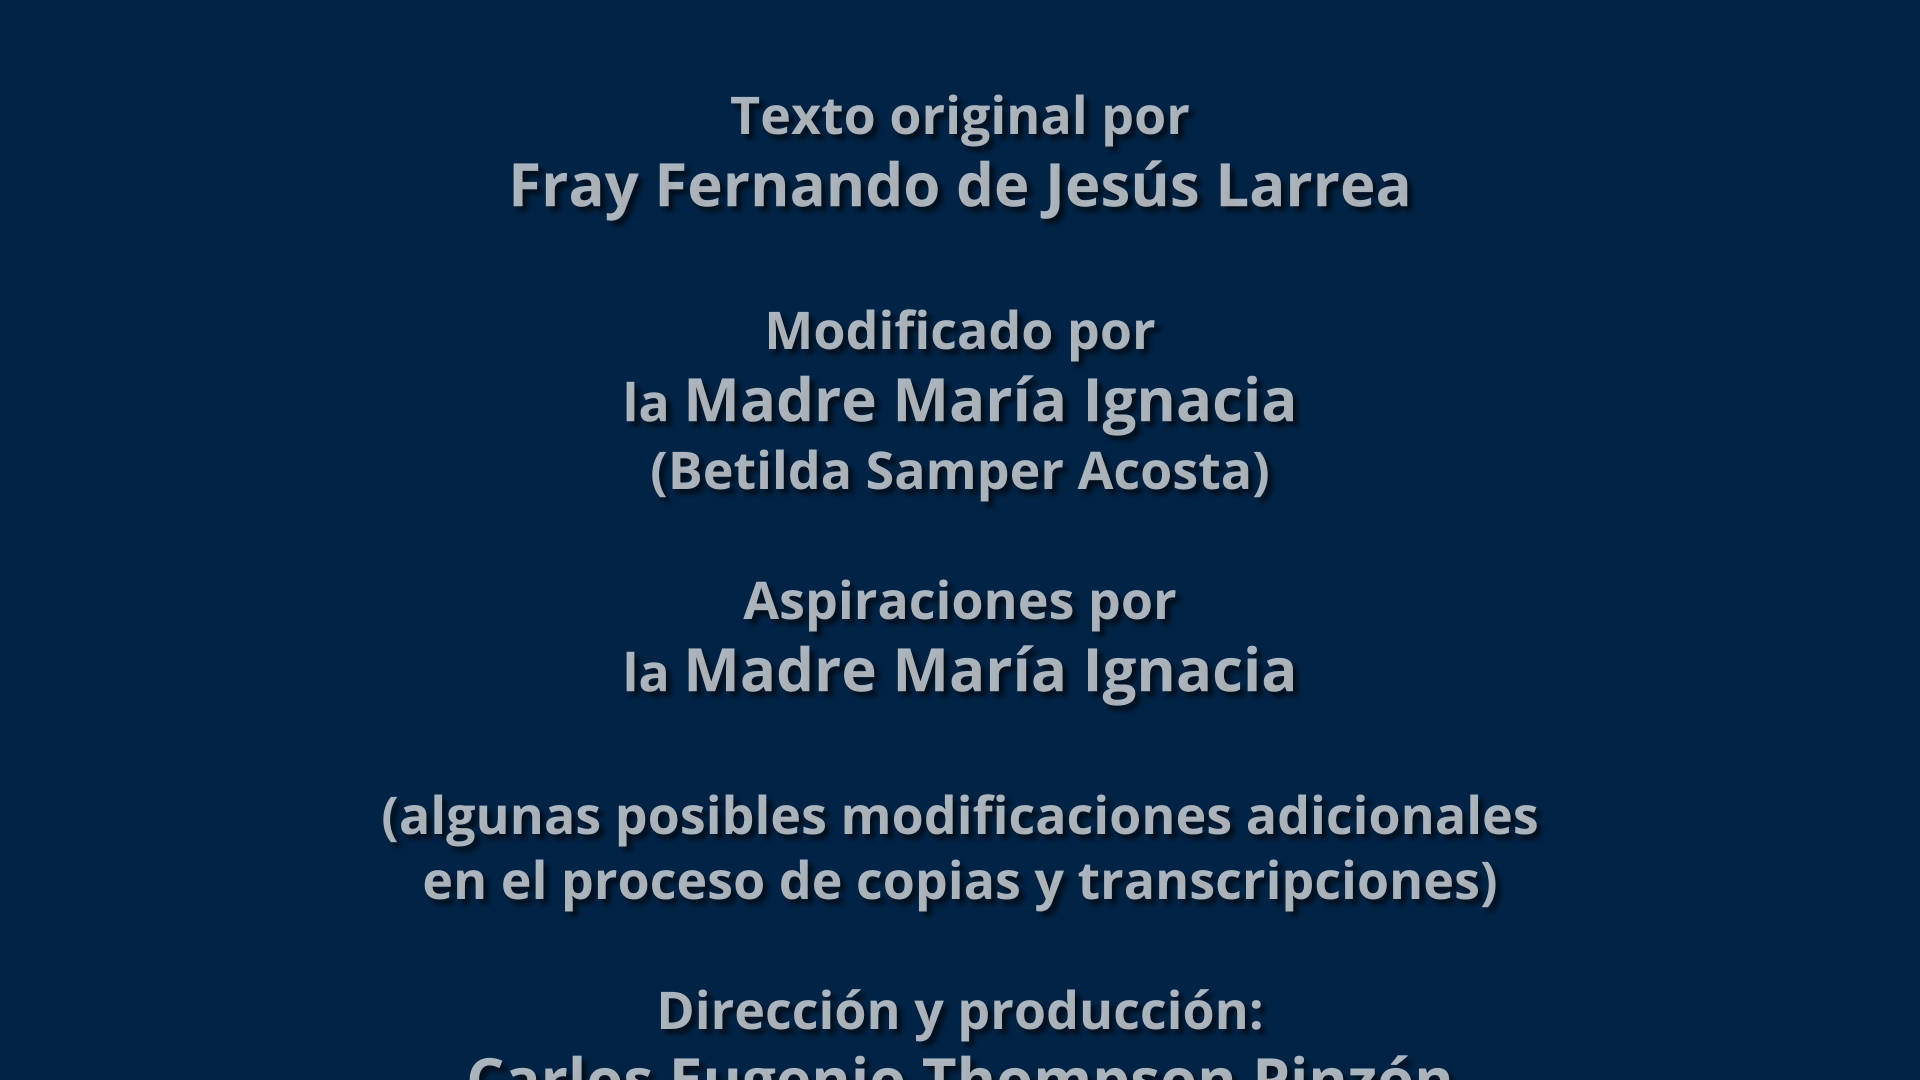 Texto original por
Fray Fernando de Jesús Larrea
Modificado por
la Madre María Ignacia
(Betilda Samper Acosta)
Aspiraciones por
la Madre María Ignacia
(algunas posibles modificaciones adicionales
en el proceso de copias y transcripciones)
Dirección y producción:
Carlos Eugenio Thompson Pinzón